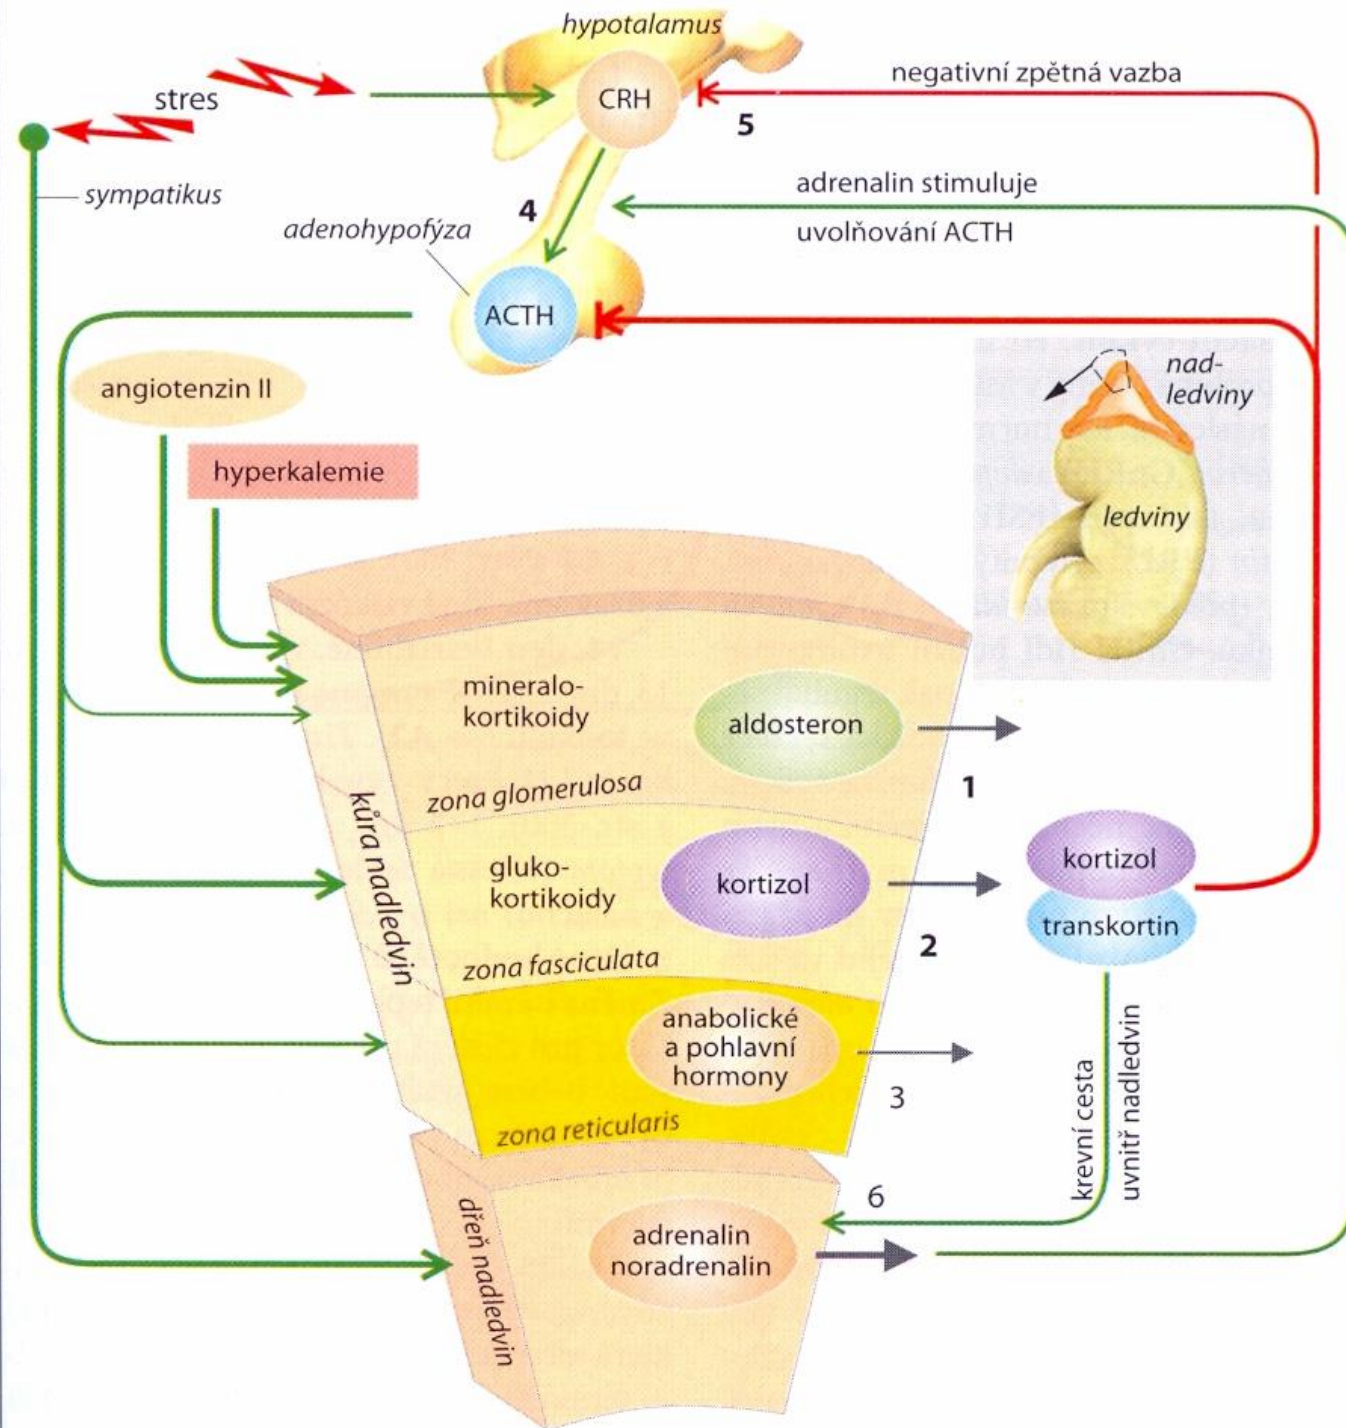 hypotalamus
CRH
negativní zpětná vazba
stres
5
sympatikus
adrenalin stimuluje
4
adenohypofýza
uvolňování ACTH
ACTH
nad-
ledviny
angiotenzin II
hyperkalemie
ledviny
mineralo-
kortikoidy
aldosteron
zona glomerulosa
1
kůra nadledvin
gluko-
kortikoidy
kortizol
kortizol
transkortin
2
zona fasciculata
anabolické
a pohlavní
hormony
3
zona reticularis
krevní cesta
uvnitř nadledvin
6
dřeň nadledvin
adrenalin
noradrenalin